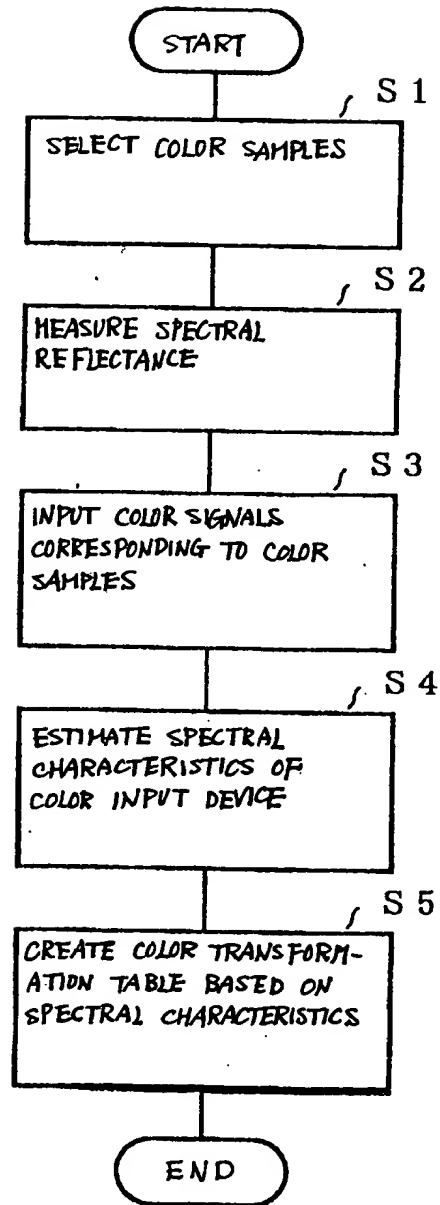 START
S 1
SELECT COLOR SAMPLES
S 2
MEASURE SPECTRAL
REFLECTANCE
S 3
INPUT COLOR SIGNALS
CORRESPONDING TO COLOR
SAMPLES
S 4
ESTIMATE SPECTRAL
CHARACTERISTICS OF
COLOR INPUT DEVICE
S 5
CREATE COLOR TRANSFORM-
ATION TABLE BASED ON
SPECTRAL CHARACTERISTICS
END